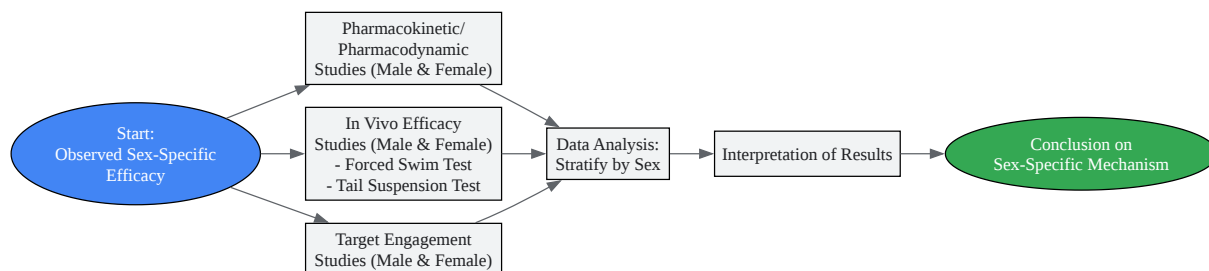 Start:
Observed Sex-Specific
Efficacy
Pharmacokinetic/
Pharmacodynamic
Studies (Male & Female)
In Vivo Efficacy
Studies (Male & Female)
- Forced Swim Test
- Tail Suspension Test
Target Engagement
Studies (Male & Female)
Data Analysis:
Stratify by Sex
Interpretation of Results
Conclusion on
Sex-Specific Mechanism